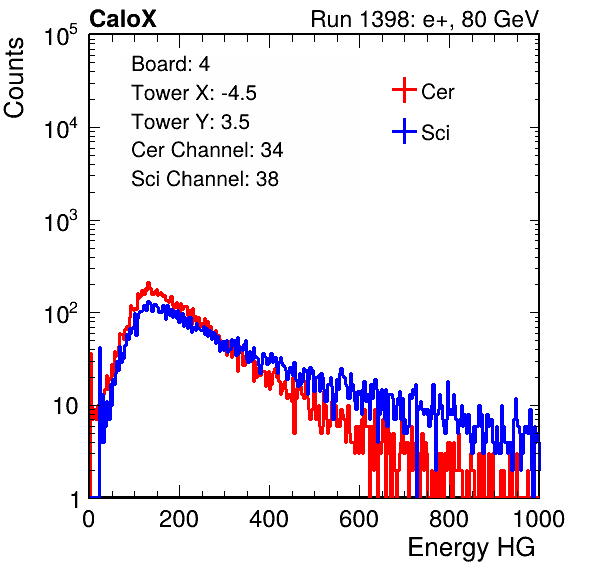 CaloX Run 1398: e+, 80 GeV
Counts
10^5
10^4
10^3
10^2
10
1
Board: 4
Tower X: -4.5
Tower Y: 3.5
Cer Channel: 34
Sci Channel: 38
Cer
Sci
0 200 400 600 800 1000
Energy HG